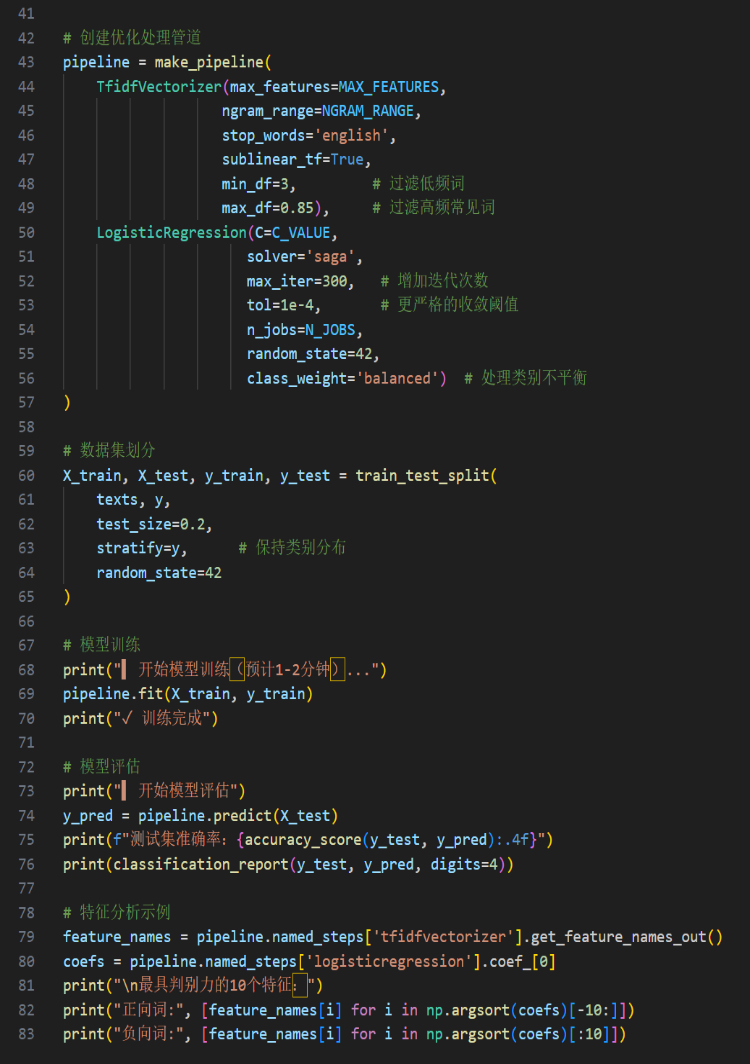 41
42 # 创建优化处理管道
43 pipeline = make_pipeline(
44 TfidfVectorizer(max_features=MAX_FEATURES,
45 ngram_range=NGRAM_RANGE,
46 stop_words='english',
47 sublinear_tf=True,
48 min_df=3, # 过滤低频词
49 max_df=0.85), # 过滤高频常见词
50 LogisticRegression(C=C_VALUE,
51 solver='saga',
52 max_iter=300, # 增加迭代次数
53 tol=1e-4, # 更严格的收敛阈值
54 n_jobs=N_JOBS,
55 random_state=42,
56 class_weight='balanced') # 处理类别不平衡
57 )
58
59 # 数据集划分
60 X_train, X_test, y_train, y_test = train_test_split(
61 texts, y,
62 test_size=0.2,
63 stratify=y, # 保持类别分布
64 random_state=42
65 )
66
67 # 模型训练
68 print("▌ 开始模型训练（预计1-2分钟）...")
69 pipeline.fit(X_train, y_train)
70 print("√ 训练完成")
71
72 # 模型评估
73 print("▌ 开始模型评估")
74 y_pred = pipeline.predict(X_test)
75 print(f"测试集准确率: {accuracy_score(y_test, y_pred):.4f}")
76 print(classification_report(y_test, y_pred, digits=4))
77
78 # 特征分析示例
79 feature_names = pipeline.named_steps['tfidfvectorizer'].get_feature_names_out()
80 coefs = pipeline.named_steps['logisticregression'].coef_[0]
81 print("\n最具判别力的10个特征：")
82 print("正向词:", [feature_names[i] for i in np.argsort(coefs)[-10:]])
83 print("负向词:", [feature_names[i] for i in np.argsort(coefs)[:10]])